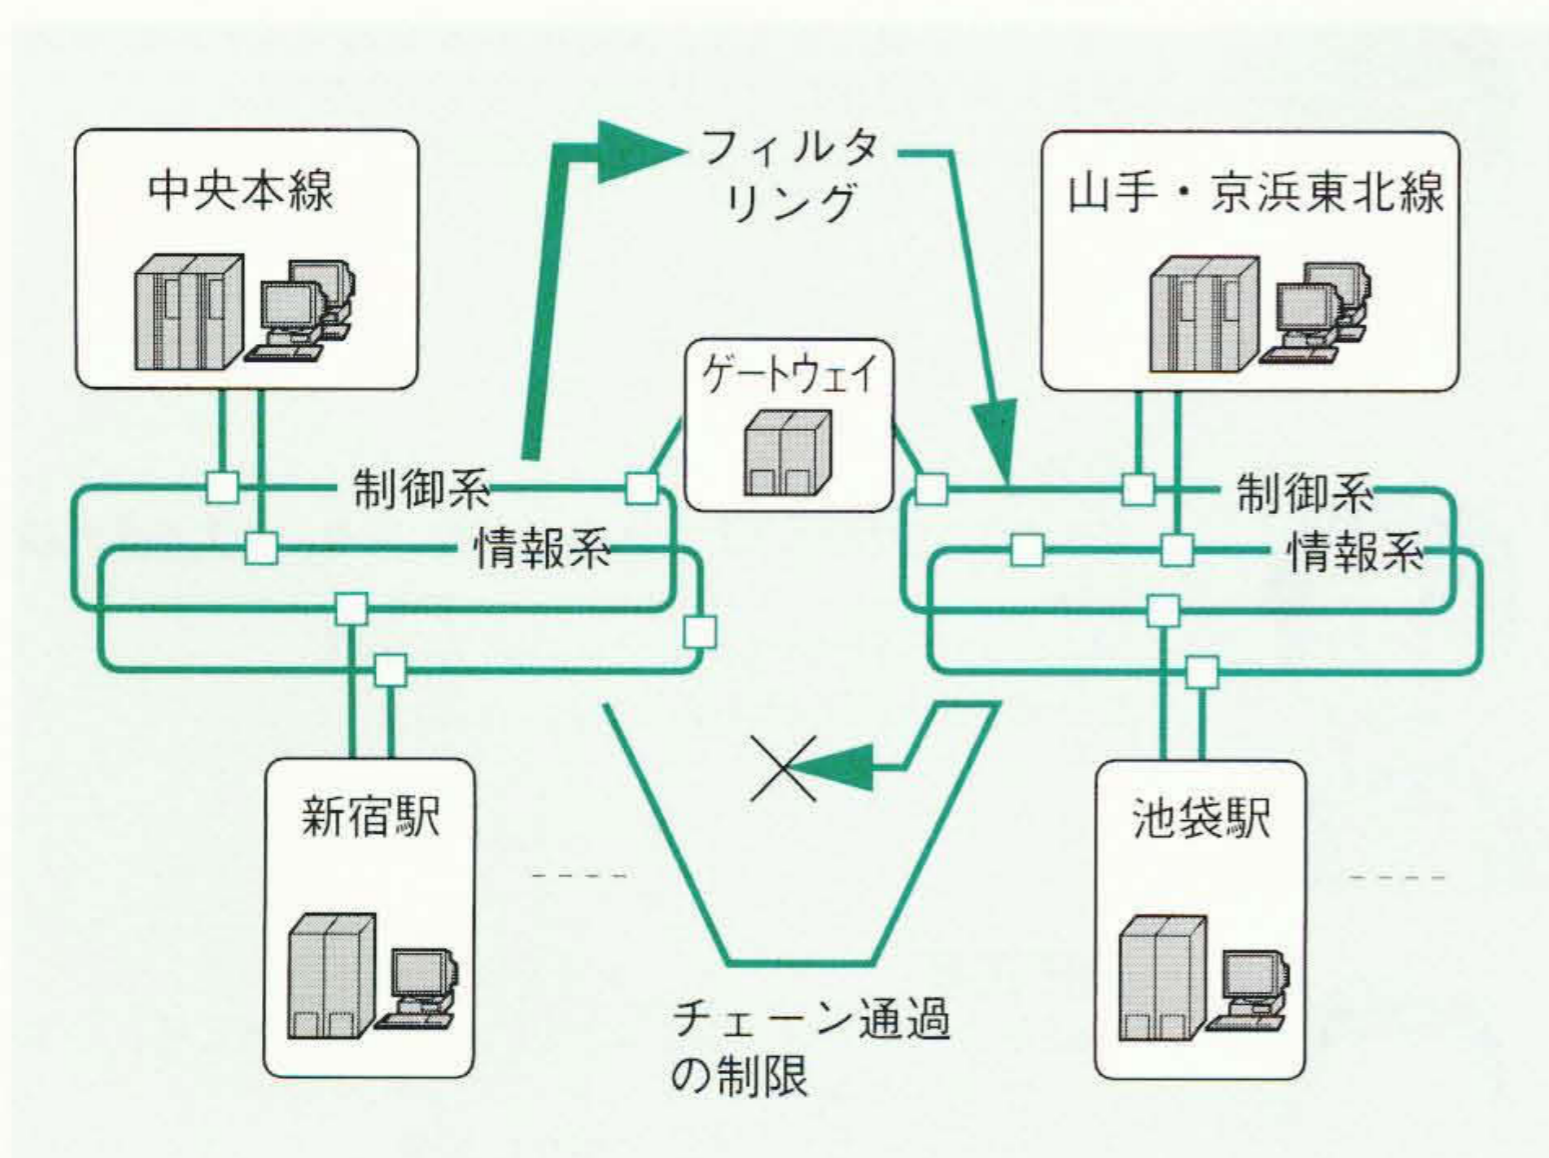 中央本線
フィルタ
リング
山手・京浜東北線
ゲートウェイ
制御系
情報系
制御系
情報系
新宿駅
池袋駅
チェーン通過
の制限